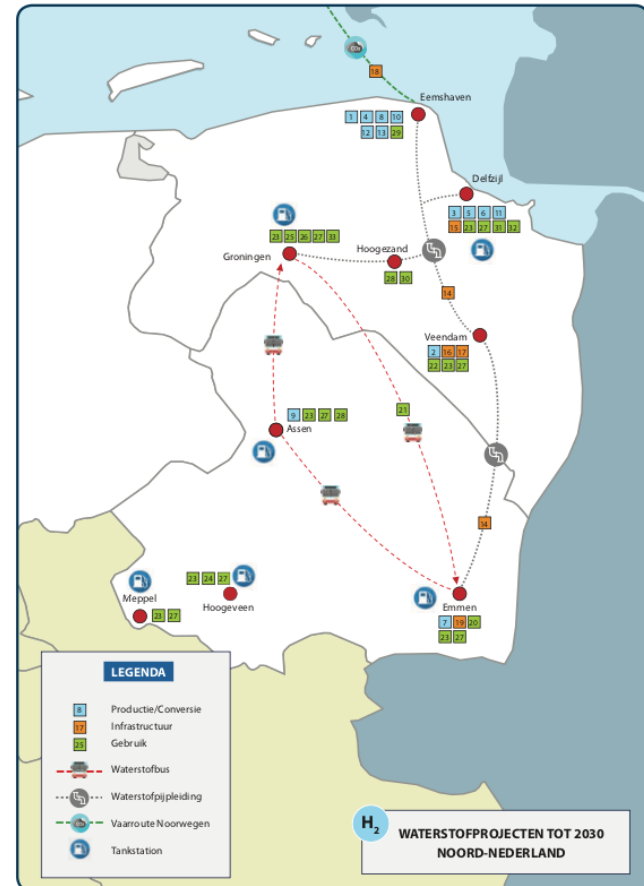 18
Eemshaven
1 4 8 10
12 13 29
Delfzijl
3 5 6 11
15 23 27 31 32
23 25 26 27 33
Groningen
Hoogezand
28 30
14
Veendam
2 16 17
22 23 27
9 23 27 28
Assen
21
14
23 24 27
Hoogeveen
Meppel
23 27
Emmen
7 19 20
23 27
LEGENDA
8 Productie/Conversie
17 Infrastructuur
25 Gebruik
Waterstofbus
Waterstofpijpleiding
Vaarroute Noorwegen
Tankstation
H₂
WATERSTOFPROJECTEN TOT 2030
NOORD-NEDERLAND